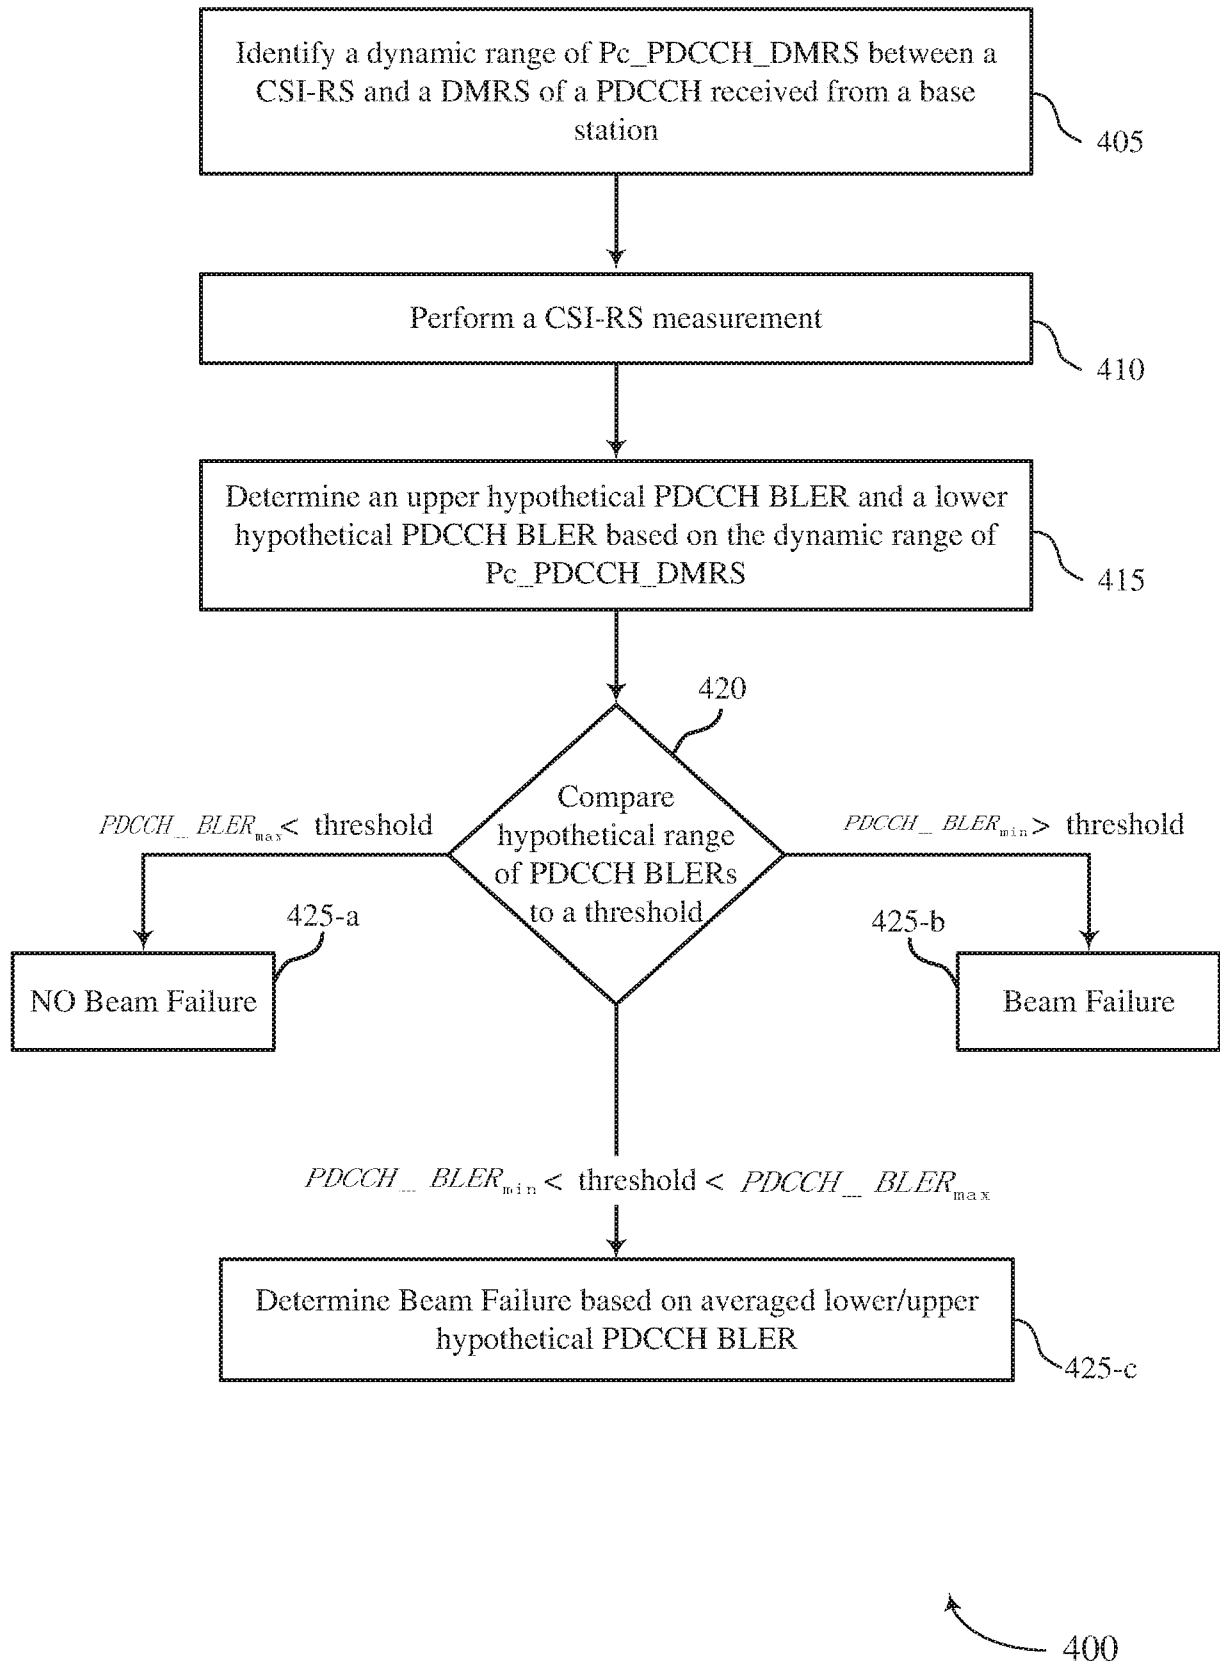 Identify a dynamic range of Pc_PDCCH_DMRS between a
CSI-RS and a DMRS of a PDCCH received from a base
station
405
Perform a CSI-RS measurement
410
Determine an upper hypothetical PDCCH BLER and a lower
hypothetical PDCCH BLER based on the dynamic range of
Pc_PDCCH_DMRS
415
420
Compare
hypothetical range
of PDCCH BLERs
to a threshold
PDCCH_BLERmax < threshold
PDCCH_BLERmin > threshold
425-a
425-b
NO Beam Failure
Beam Failure
PDCCH_BLERmin < threshold < PDCCH_BLERmax
Determine Beam Failure based on averaged lower/upper
hypothetical PDCCH BLER
425-c
400